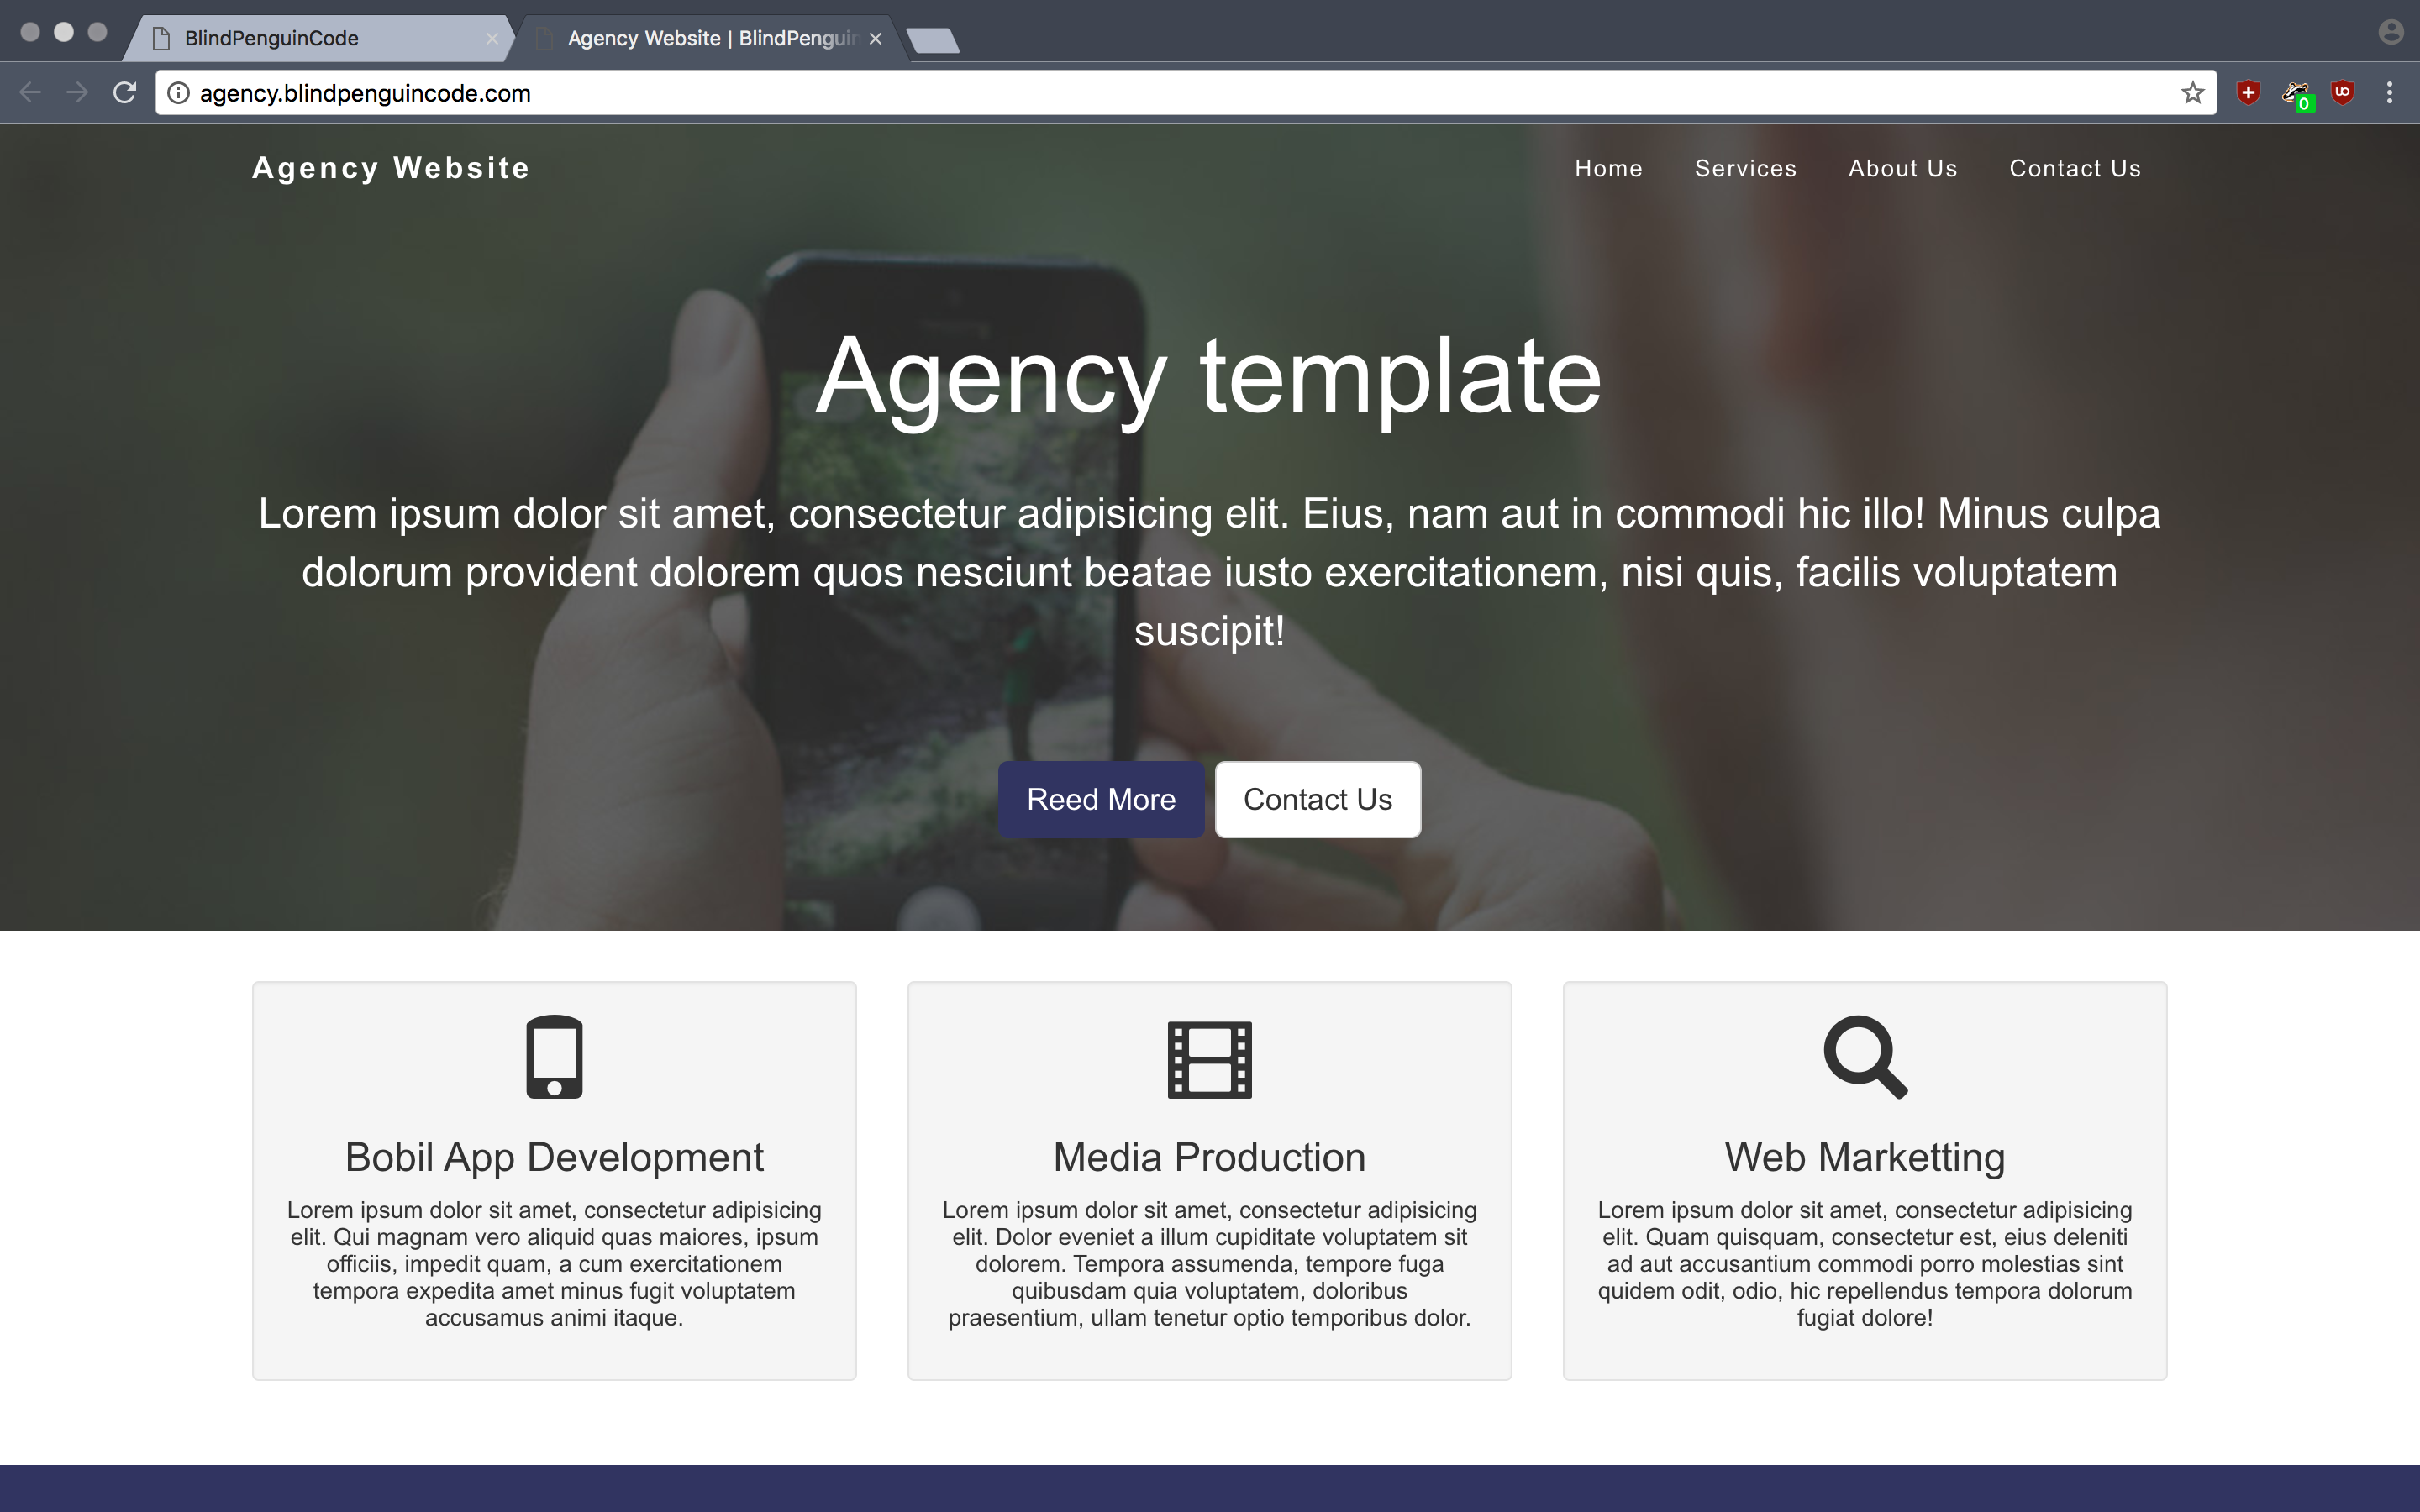 BlindPenguinCode
Agency Website | BlindPenguin
agency.blindpenguincode.com
0
Agency Website
Home Services About Us Contact Us
Agency template
Lorem ipsum dolor sit amet, consectetur adipisicing elit. Eius, nam aut in commodi hic illo! Minus culpa
dolorum provident dolorem quos nesciunt beatae iusto exercitationem, nisi quis, facilis voluptatem
suscipit!
Reed More
Contact Us
Bobil App Development
Lorem ipsum dolor sit amet, consectetur adipisicing
elit. Qui magnam vero aliquid quas maiores, ipsum
officiis, impedit quam, a cum exercitationem
tempora expedita amet minus fugit voluptatem
accusamus animi itaque.
Media Production
Lorem ipsum dolor sit amet, consectetur adipisicing
elit. Dolor eveniet a illum cupiditate voluptatem sit
dolorem. Tempora assumenda, tempore fuga
quibusdam quia voluptatem, doloribus
praesentium, ullam tenetur optio temporibus dolor.
Web Marketting
Lorem ipsum dolor sit amet, consectetur adipisicing
elit. Quam quisquam, consectetur est, eius deleniti
ad aut accusantium commodi porro molestias sint
quidem odit, odio, hic repellendus tempora dolorum
fugiat dolore!